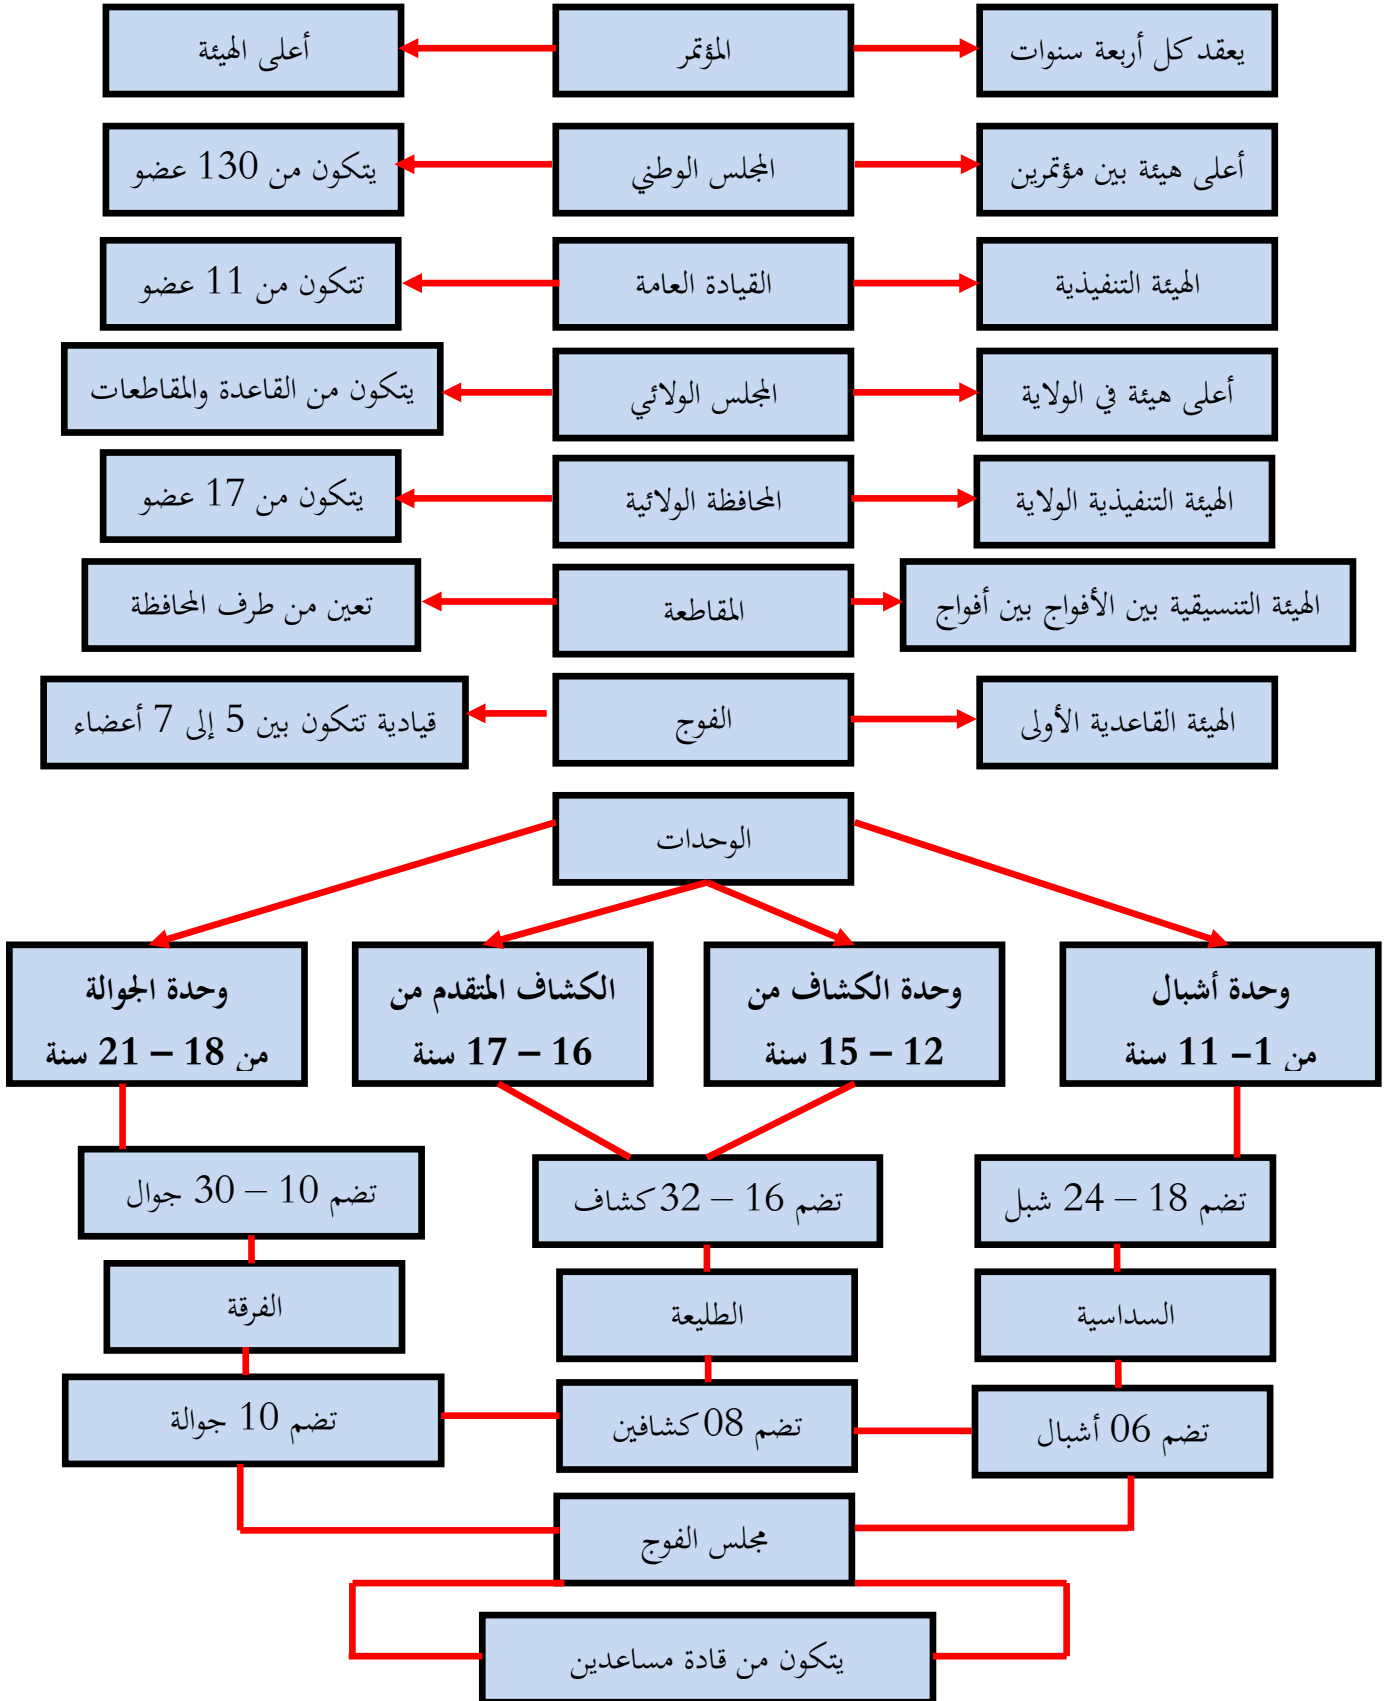 يعقد كل أربعة سنوات
المؤتمر
أعلى الهيئة
أعلى هيئة بين مؤتمرين
المجلس الوطني
يتكون من 130 عضو
الهيئة التنفيذية
القيادة العامة
تتكون من 11 عضو
أعلى هيئة في الولاية
المجلس الولائي
يتكون من القاعدة والمقاطعات
الهيئة التنفيذية الولاية
المحافظة الولائية
يتكون من 17 عضو
الهيئة التنسيقية بين الأفواج بين أفواج
المقاطعة
تعين من طرف المحافظة
الهيئة القاعدية الأولى
الفوج
قيادية تتكون بين 5 إلى 7 أعضاء
الوحدات
وحدة أشبال
من 1– 11 سنة
وحدة الكشاف من
12 – 15 سنة
الكشاف المتقدم من
16 – 17 سنة
وحدة الجوالة
من 18 – 21 سنة
تضم 18 – 24 شبل
تضم 16 – 32 كشاف
تضم 10 – 30 جوال
السداسية
الطليعة
الفرقة
تضم 06 أشبال
تضم 08 كشافين
تضم 10 جوالة
مجلس الفوج
يتكون من قادة مساعدين